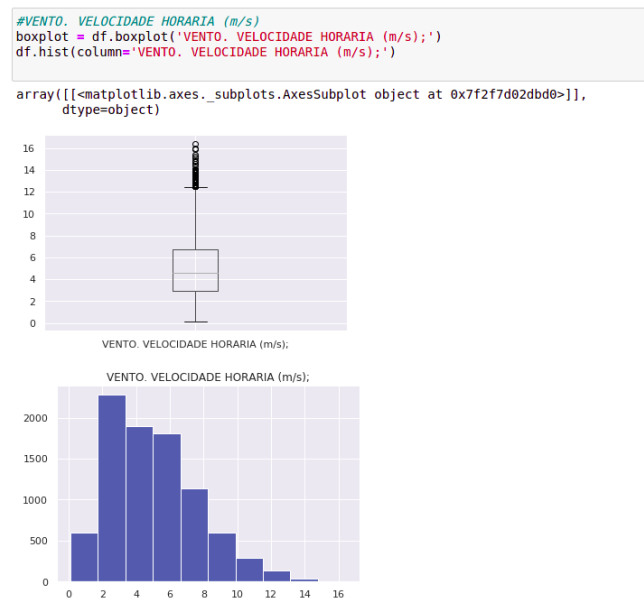 #VENTO. VELOCIDADE HORARIA (m/s)
boxplot = df.boxplot('VENTO. VELOCIDADE HORARIA (m/s);')
df.hist(column='VENTO. VELOCIDADE HORARIA (m/s);')
array([[<matplotlib.axes._subplots.AxesSubplot object at 0x7f2f7d02dbd0>]],
dtype=object)
16
14
12
10
8
6
4
2
0
VENTO. VELOCIDADE HORARIA (m/s);
VENTO. VELOCIDADE HORARIA (m/s);
2000
1500
1000
500
0
0 2 4 6 8 10 12 14 16